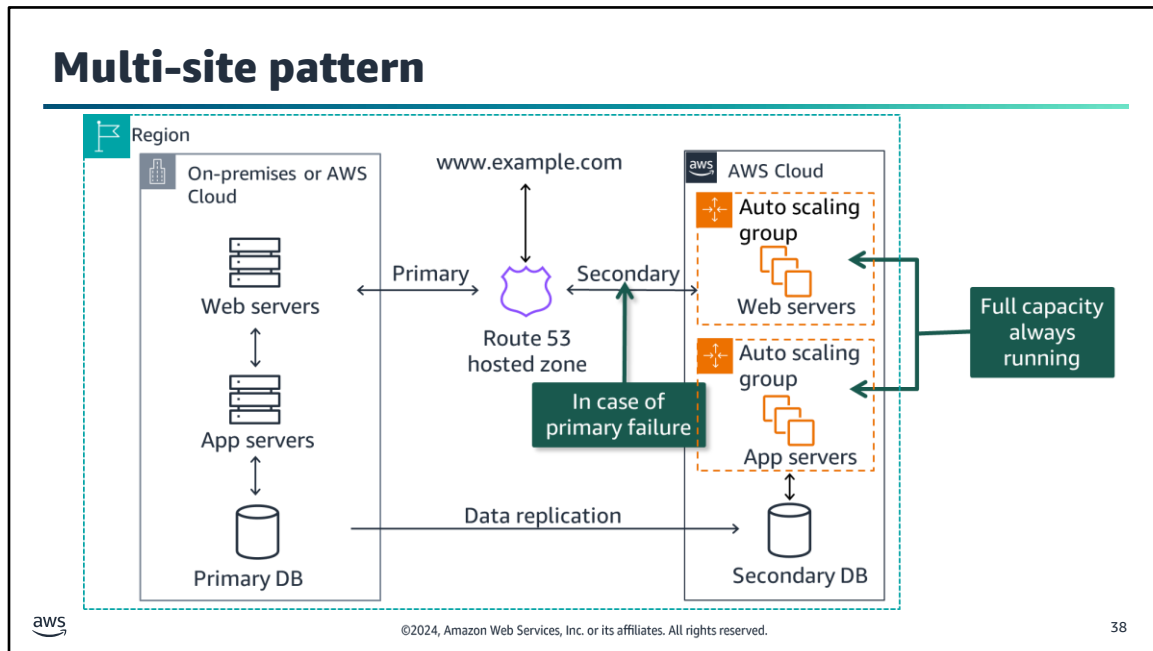 Multi-site pattern
Region
On-premises or AWS
Cloud
www.example.com
aws
AWS Cloud
Auto scaling
group
Web servers
Primary
Secondary
Web servers
Route 53
hosted zone
Full capacity
always
running
Auto scaling
group
In case of
primary failure
App servers
App servers
Data replication
Primary DB
Secondary DB
aws
©2024, Amazon Web Services, Inc. or its affiliates. All rights reserved.
38